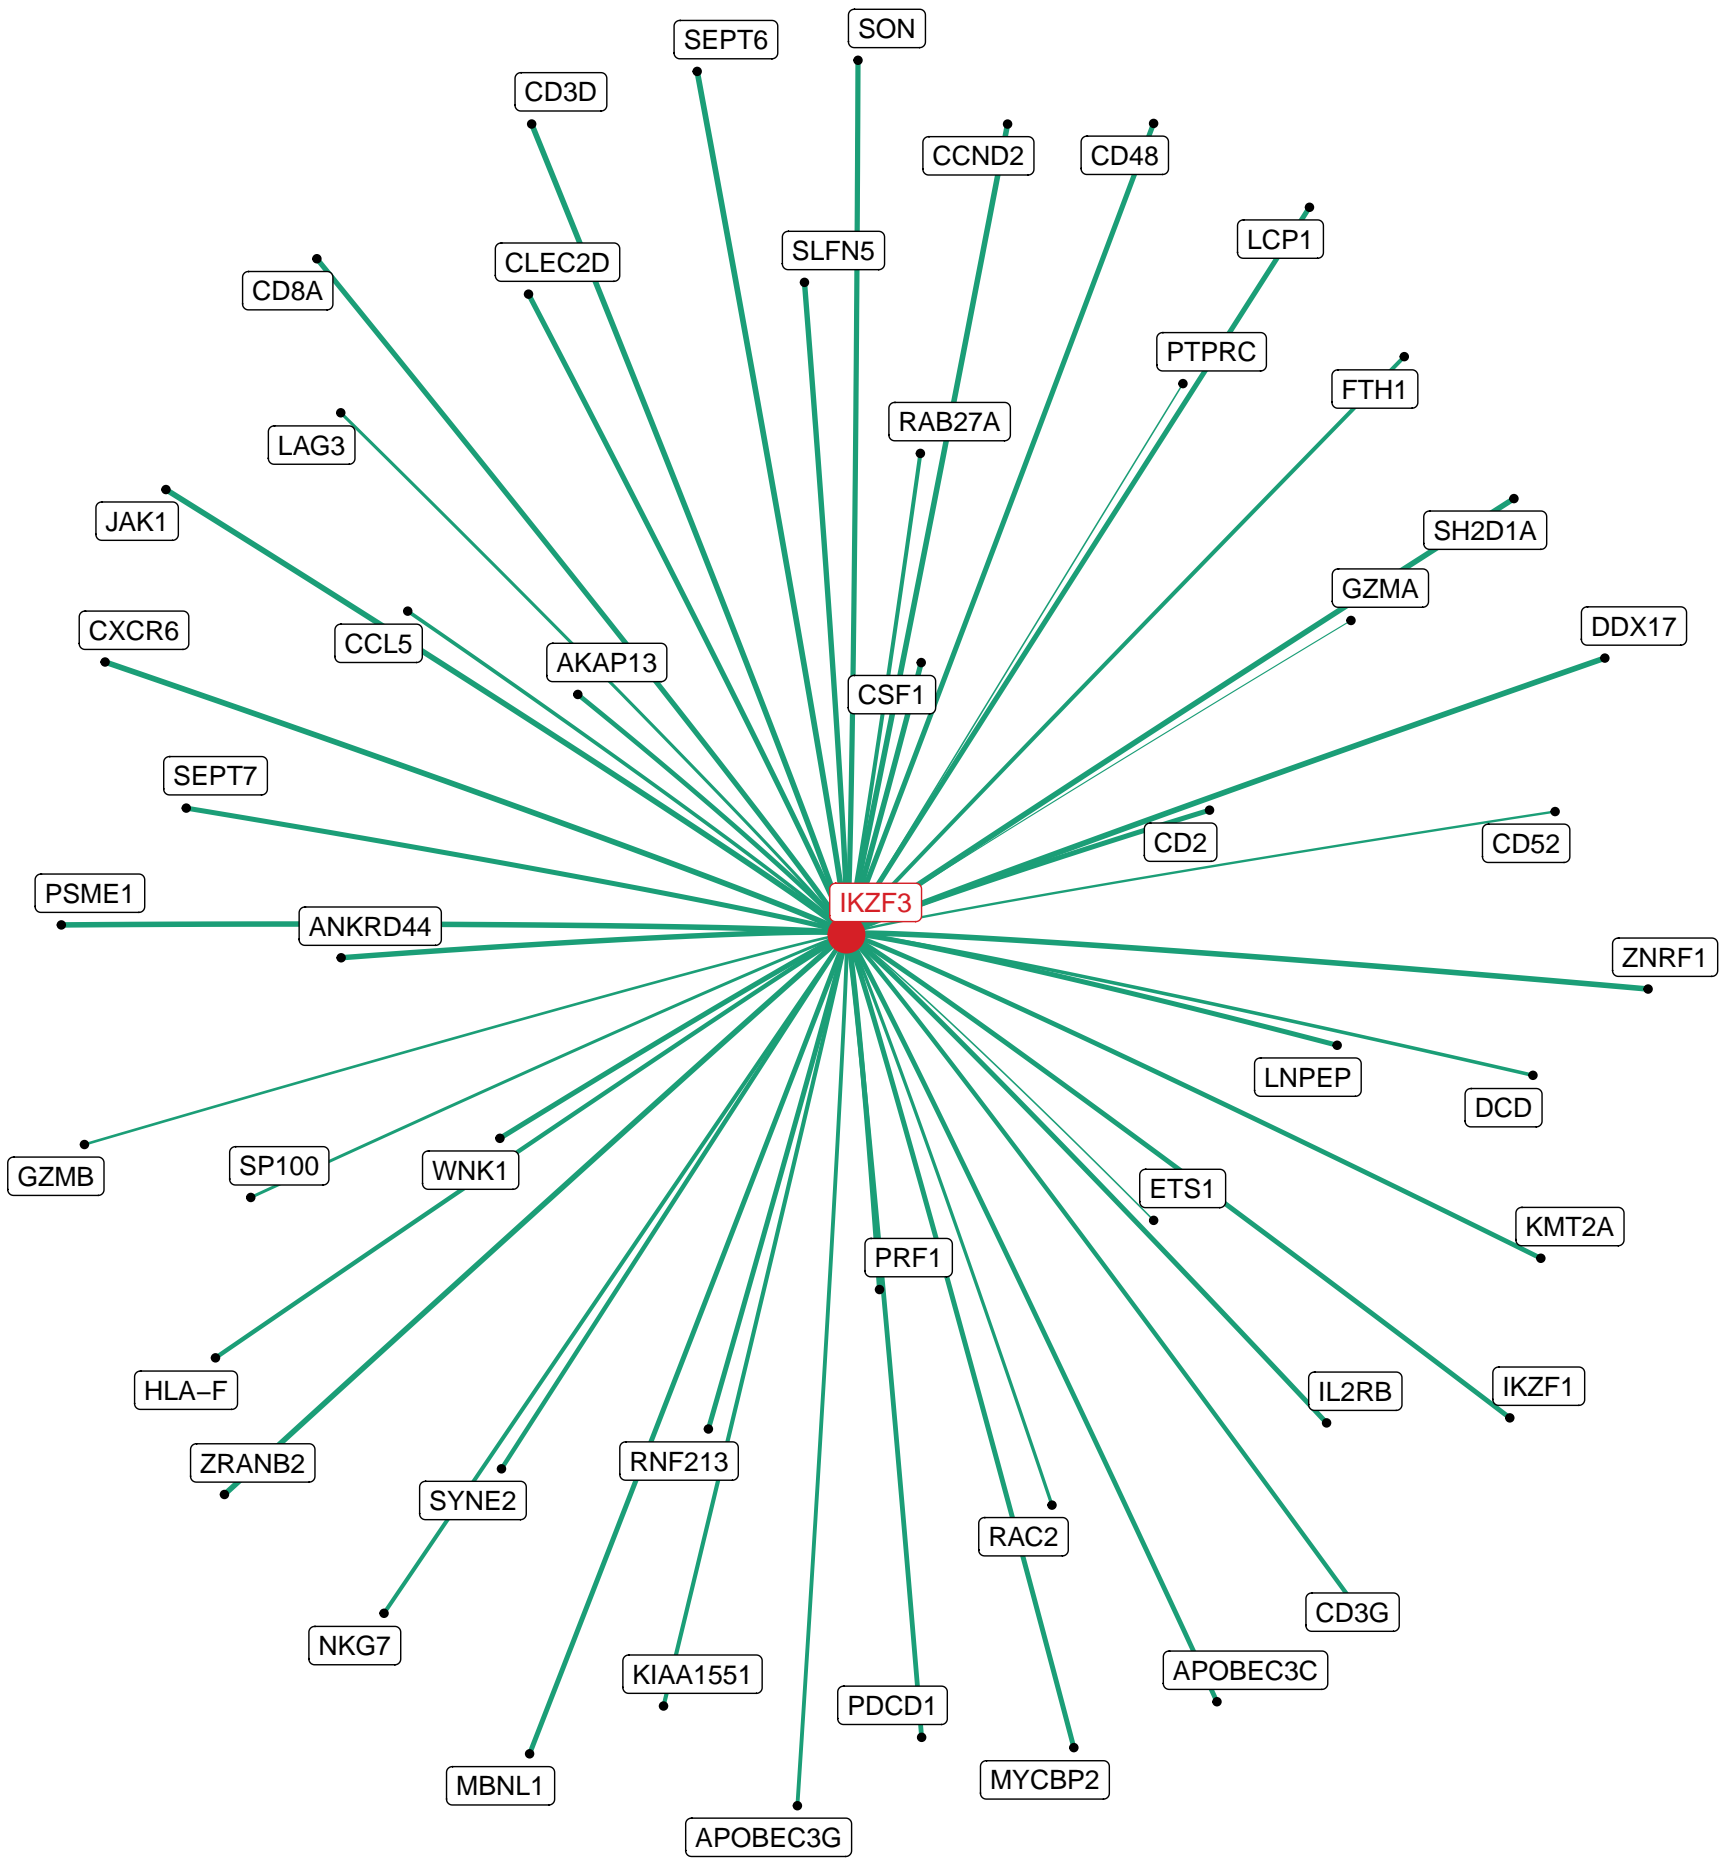 SON
SEPT6
CD3D
CCND2
CD48
LCP1
SLFN5
CLEC2D
CD8A
PTPRC
FTH1
RAB27A
LAG3
JAK1
SH2D1A
GZMA
DDX17
CXCR6
CCL5
AKAP13
CSF1
SEPT7
CD2
CD52
PSME1
IKZF3
ANKRD44
ZNRF1
LNPEP
DCD
SP100
WNK1
GZMB
ETS1
KMT2A
PRF1
HLA−F
IL2RB
IKZF1
ZRANB2
RNF213
SYNE2
RAC2
CD3G
NKG7
APOBEC3C
KIAA1551
PDCD1
MYCBP2
MBNL1
APOBEC3G